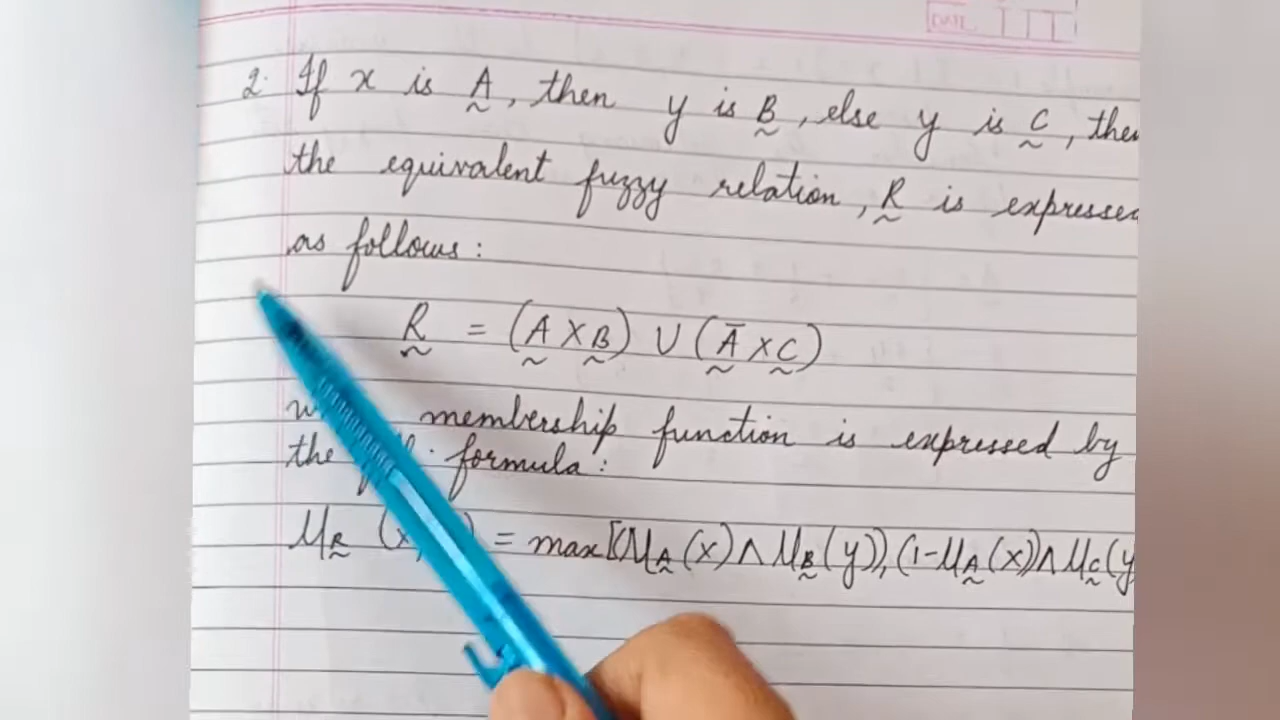 DATE
2. If x is A̰, then y is B̰, else y is C̰, then
the equivalent fuzzy relation, R̰ is expressed
as follows:
R̰ = (A̰ X B̰) ∪ (Ā̰ X C̰)
membership function is expressed by
the formula:
μR̰ (x, ) = max[(μA̰(x) ∧ μB̰(y)), (1-μA̰(x)) ∧ μC̰(y